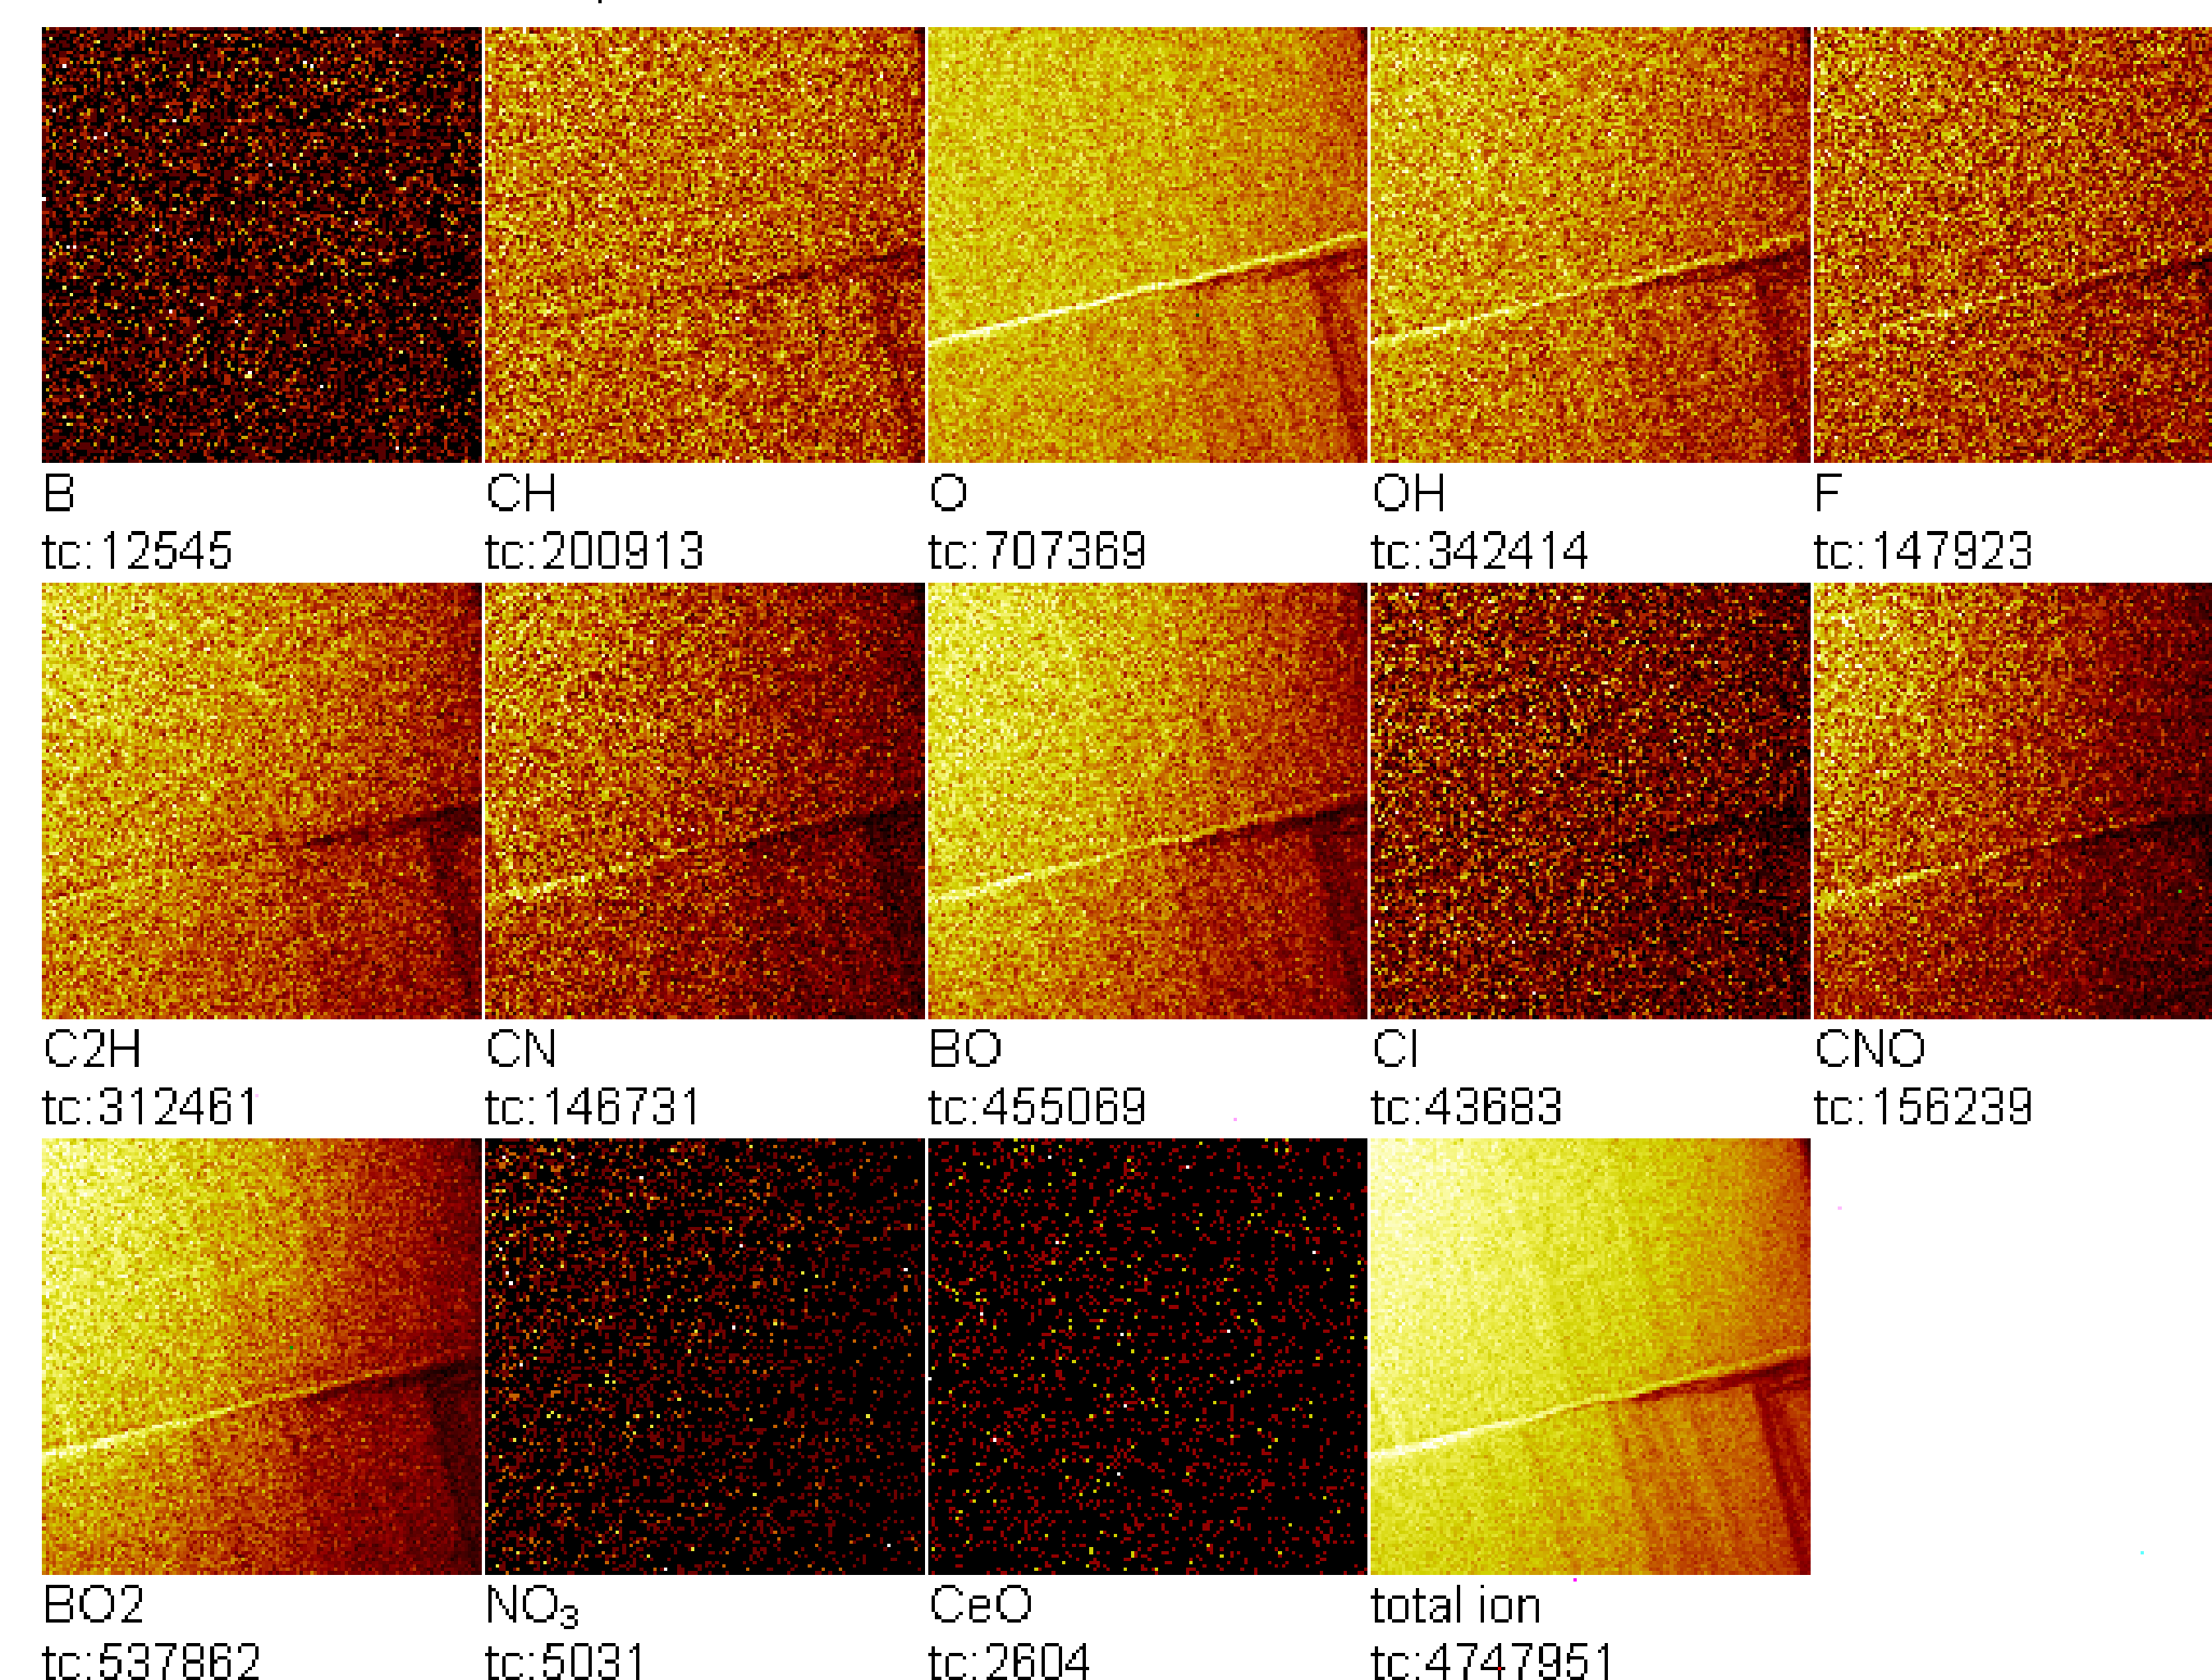 B CH O OH F
tc:12545 tc:200913 tc:707369 tc:342414 tc:147923
C2H CN BO Cl CNO
tc:312461 tc:146731 tc:455069 tc:43683 tc:156239
BO2 NO₃ CeO total ion
tc:537862 tc:5031 tc:2604 tc:4747951